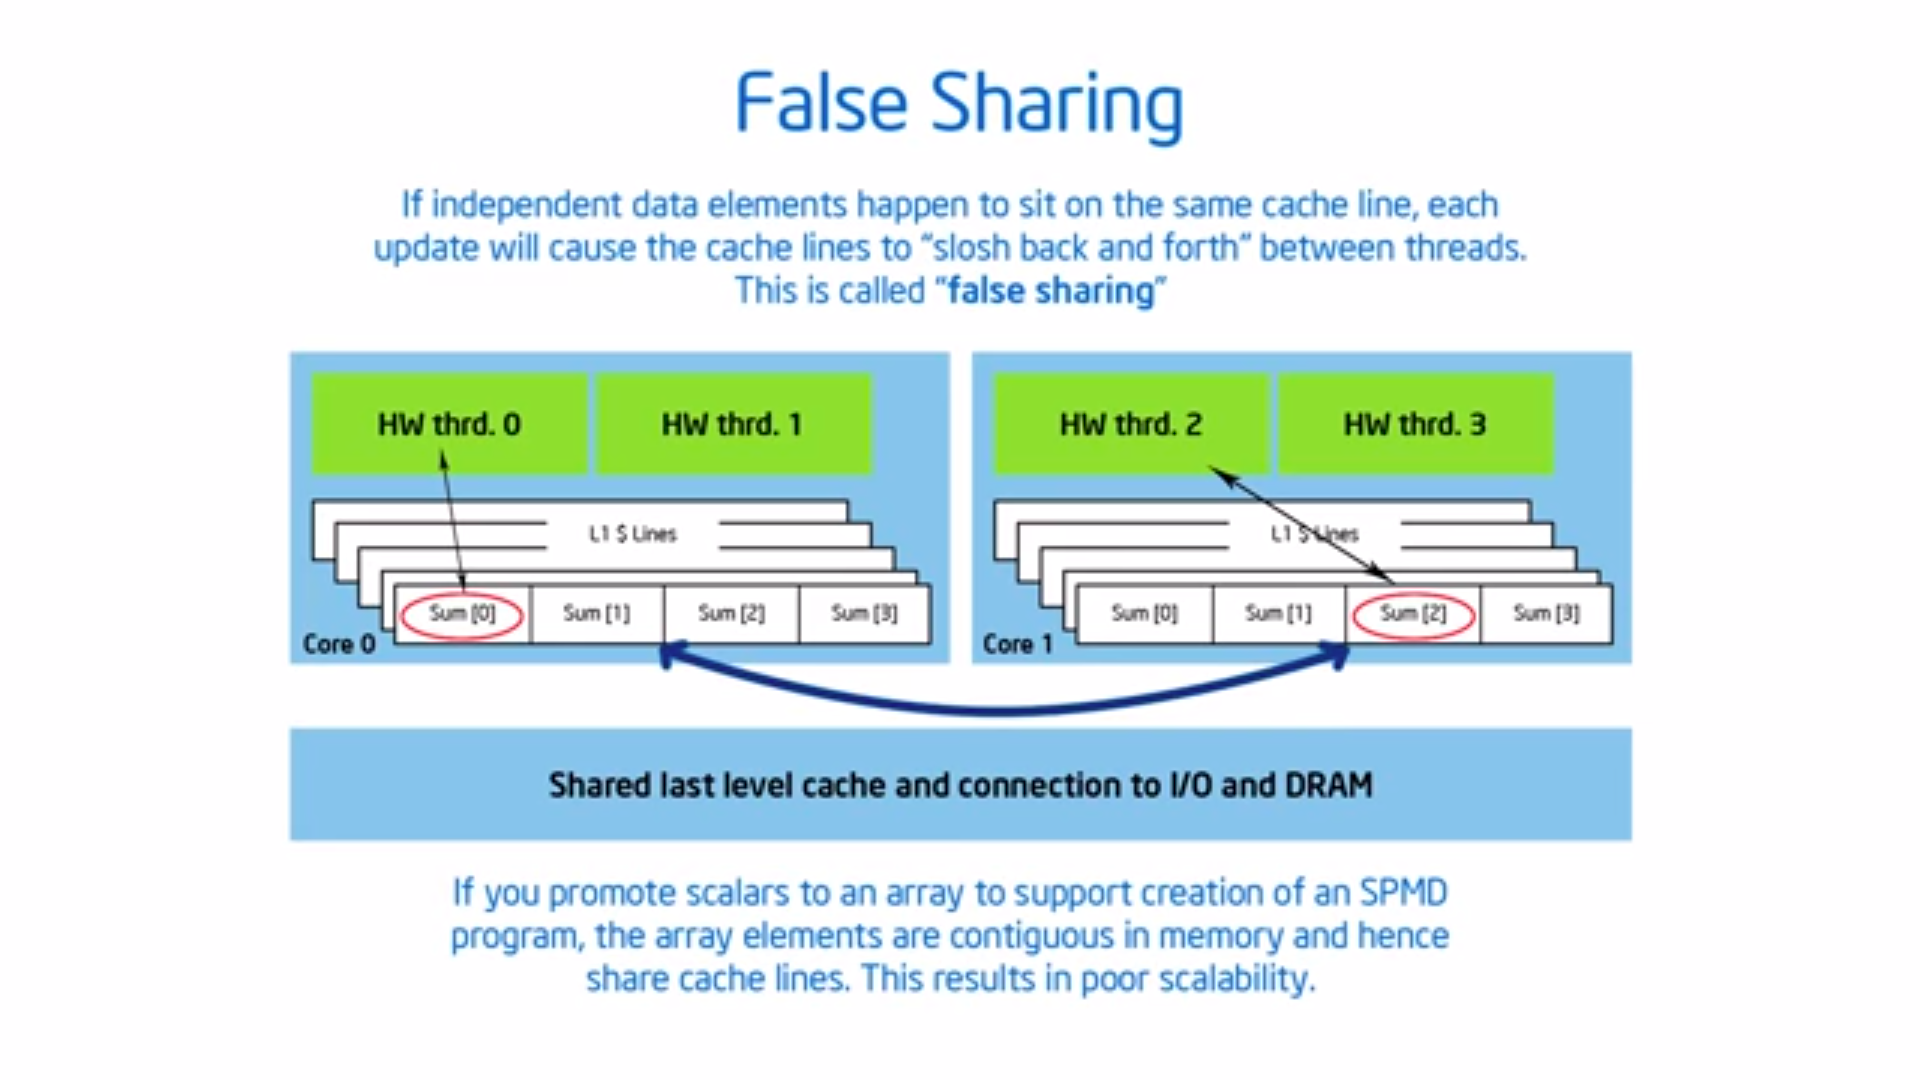 False Sharing
If independent data elements happen to sit on the same cache line, each
update will cause the cache lines to “slosh back and forth” between threads.
This is called “false sharing”
HW thrd. 0
HW thrd. 1
L1 $ Lines
Sum [0]
Sum [1]
Sum [2]
Sum [3]
Core 0
HW thrd. 2
HW thrd. 3
L1 $ Lines
Sum [0]
Sum [1]
Sum [2]
Sum [3]
Core 1
Shared last level cache and connection to I/O and DRAM
If you promote scalars to an array to support creation of an SPMD
program, the array elements are contiguous in memory and hence
share cache lines. This results in poor scalability.